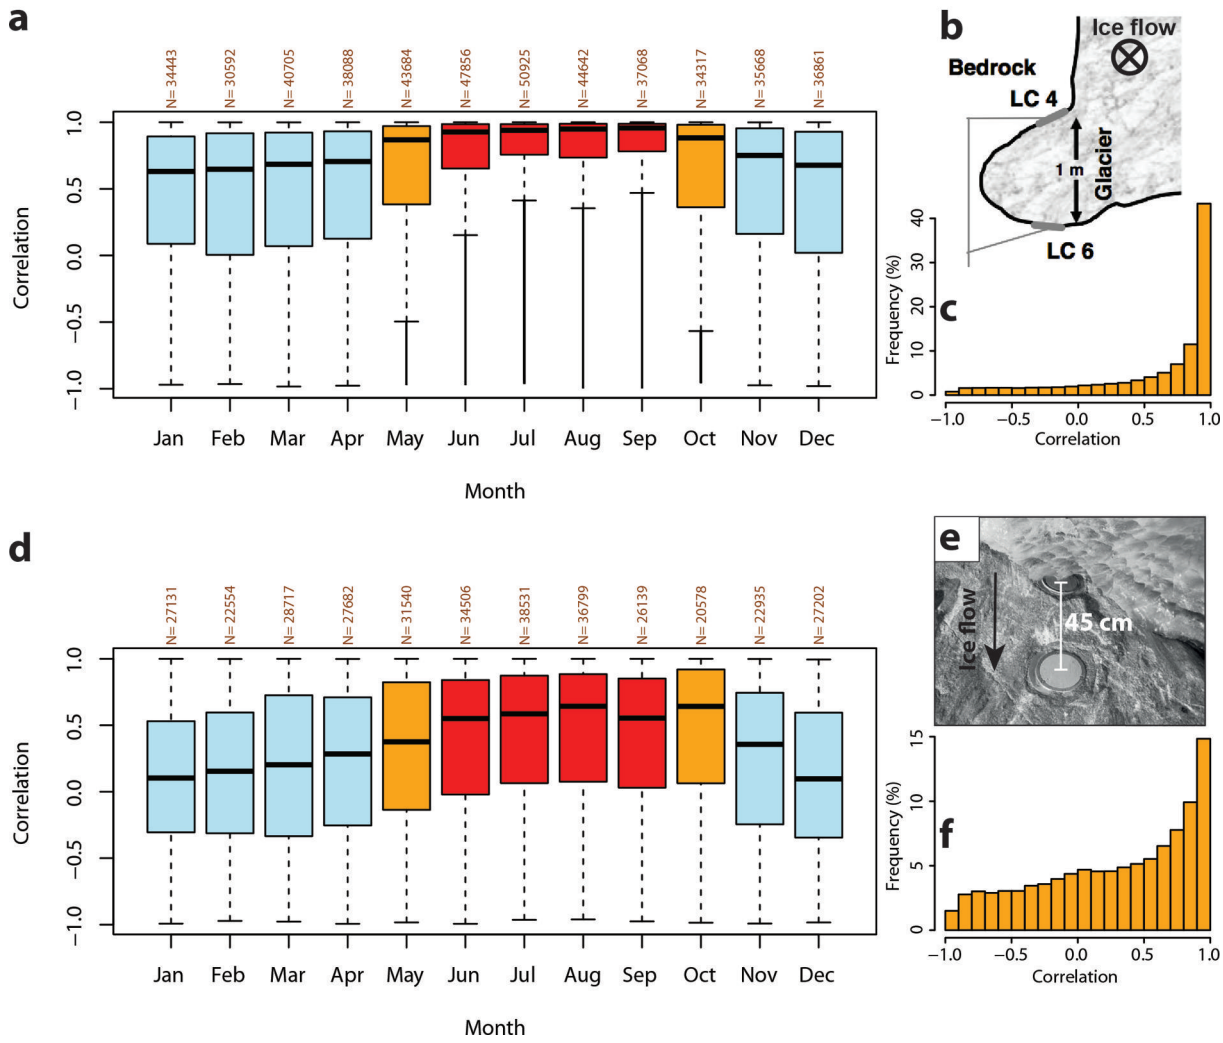 a
N= 34443
N= 30592
N= 40705
N= 38088
N= 43684
N= 47856
N= 50925
N= 44642
N= 37068
N= 34317
N= 35668
N= 36861
Correlation
1.0
0.5
0.0
−0.5
−1.0
Jan Feb Mar Apr May Jun Jul Aug Sep Oct Nov Dec
Month
b
Ice flow
Bedrock
LC 4
1 m
Glacier
LC 6
c
Frequency (%)
40
30
20
10
0
−1.0 −0.5 0.0 0.5 1.0
Correlation
d
N= 27131
N= 22554
N= 28717
N= 27682
N= 31540
N= 34506
N= 38531
N= 36799
N= 26139
N= 20578
N= 22935
N= 27202
Correlation
1.0
0.5
0.0
−0.5
−1.0
Jan Feb Mar Apr May Jun Jul Aug Sep Oct Nov Dec
Month
e
Ice flow
45 cm
f
Frequency (%)
15
10
5
0
−1.0 −0.5 0.0 0.5 1.0
Correlation